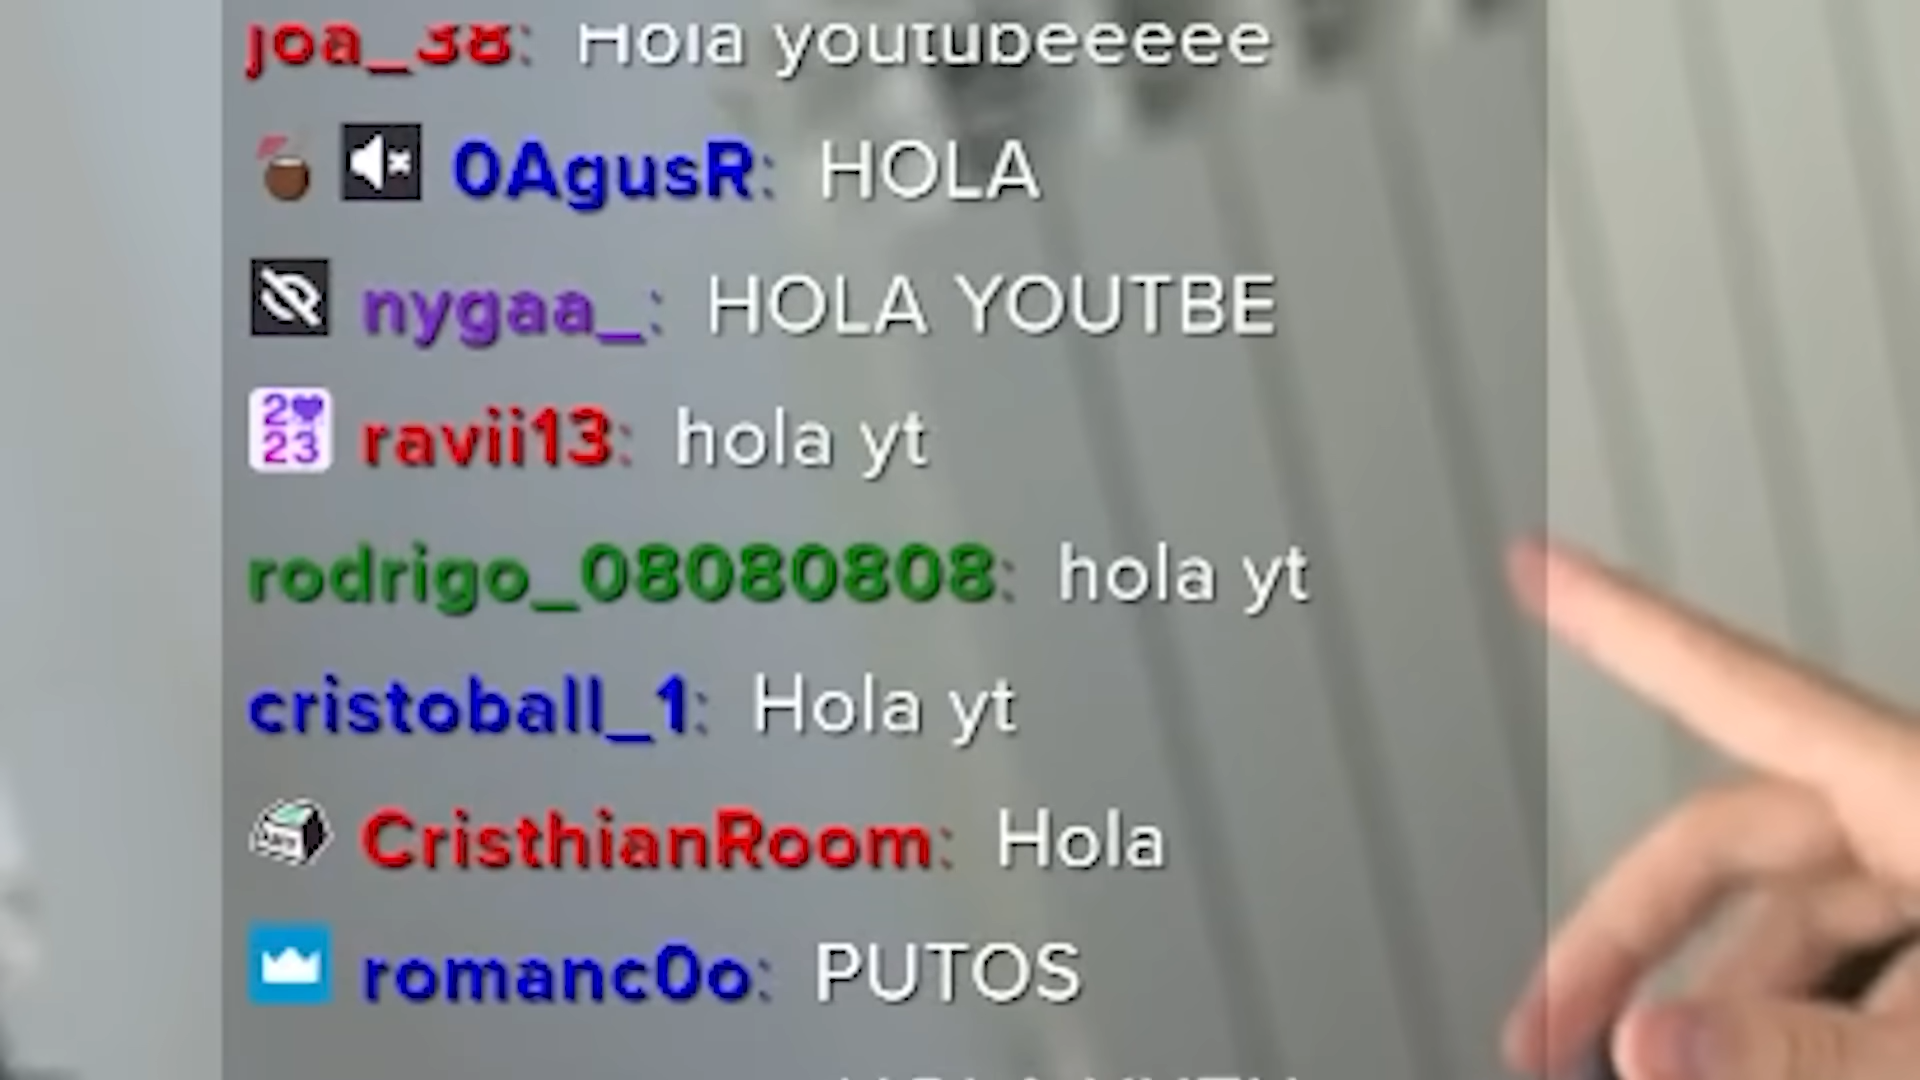 joa_38: Hola youtubeeeee
0AgusR: HOLA
nygaa_: HOLA YOUTBE
2023 ravii13: hola yt
rodrigo_08080808: hola yt
cristoball_1: Hola yt
CristhianRoom: Hola
romanc0o: PUTOS